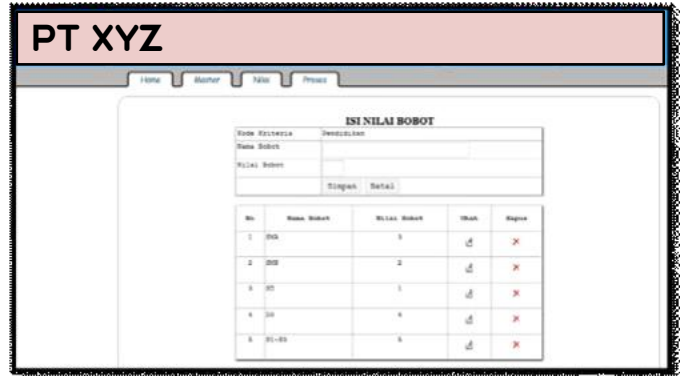 PT XYZ
Home Master Nilai Proses
ISI NILAI BOBOT
Kode Kriteria Pendidikan
Nama Bobot
Nilai Bobot
Simpan Batal
No Nama Bobot Nilai Bobot Ubah Hapus
1 SMA 3
2 SMP 2
3 1
4 D3 4
5 S1-S3 5